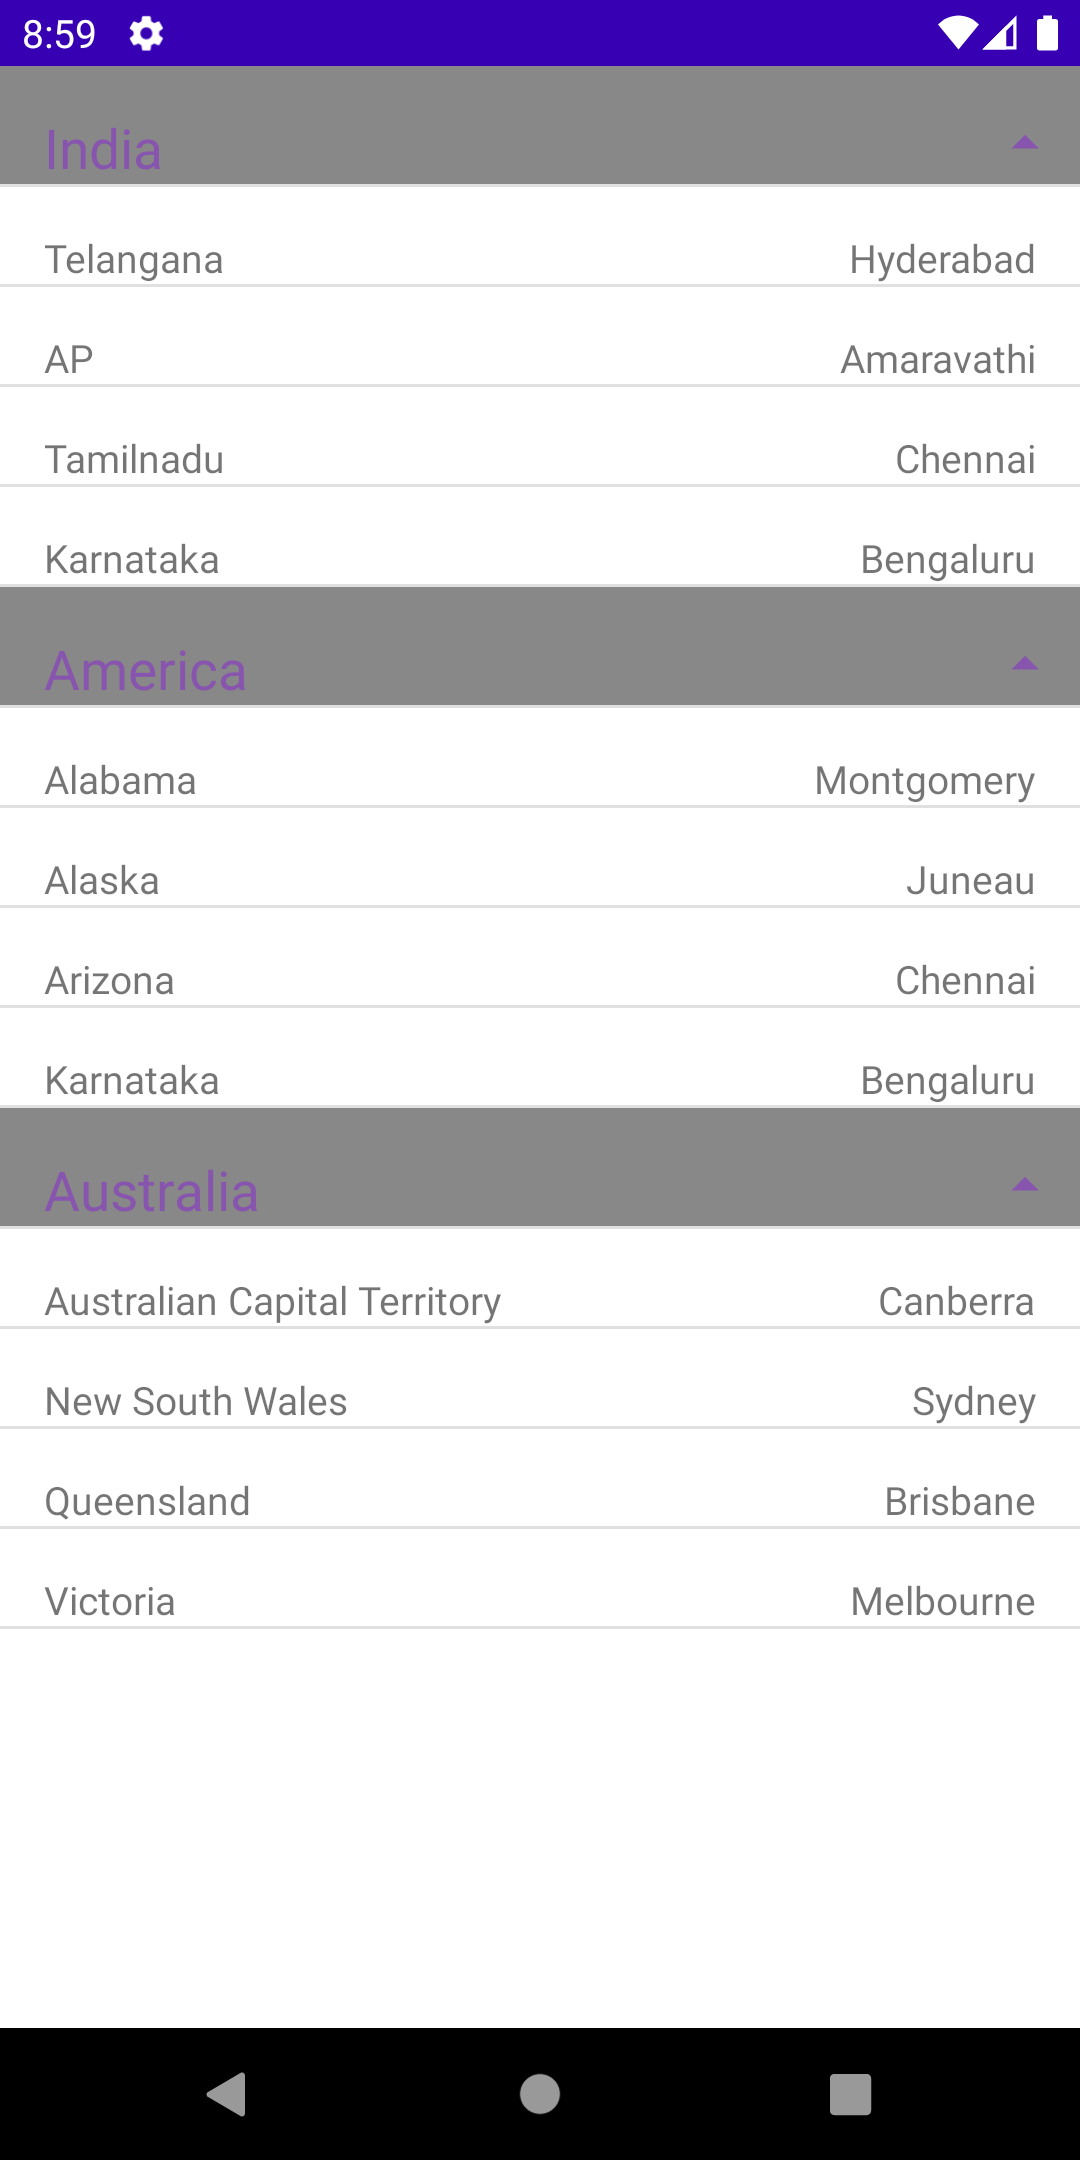 8:59
India
Telangana Hyderabad
AP Amaravathi
Tamilnadu Chennai
Karnataka Bengaluru
America
Alabama Montgomery
Alaska Juneau
Arizona Chennai
Karnataka Bengaluru
Australia
Australian Capital Territory Canberra
New South Wales Sydney
Queensland Brisbane
Victoria Melbourne